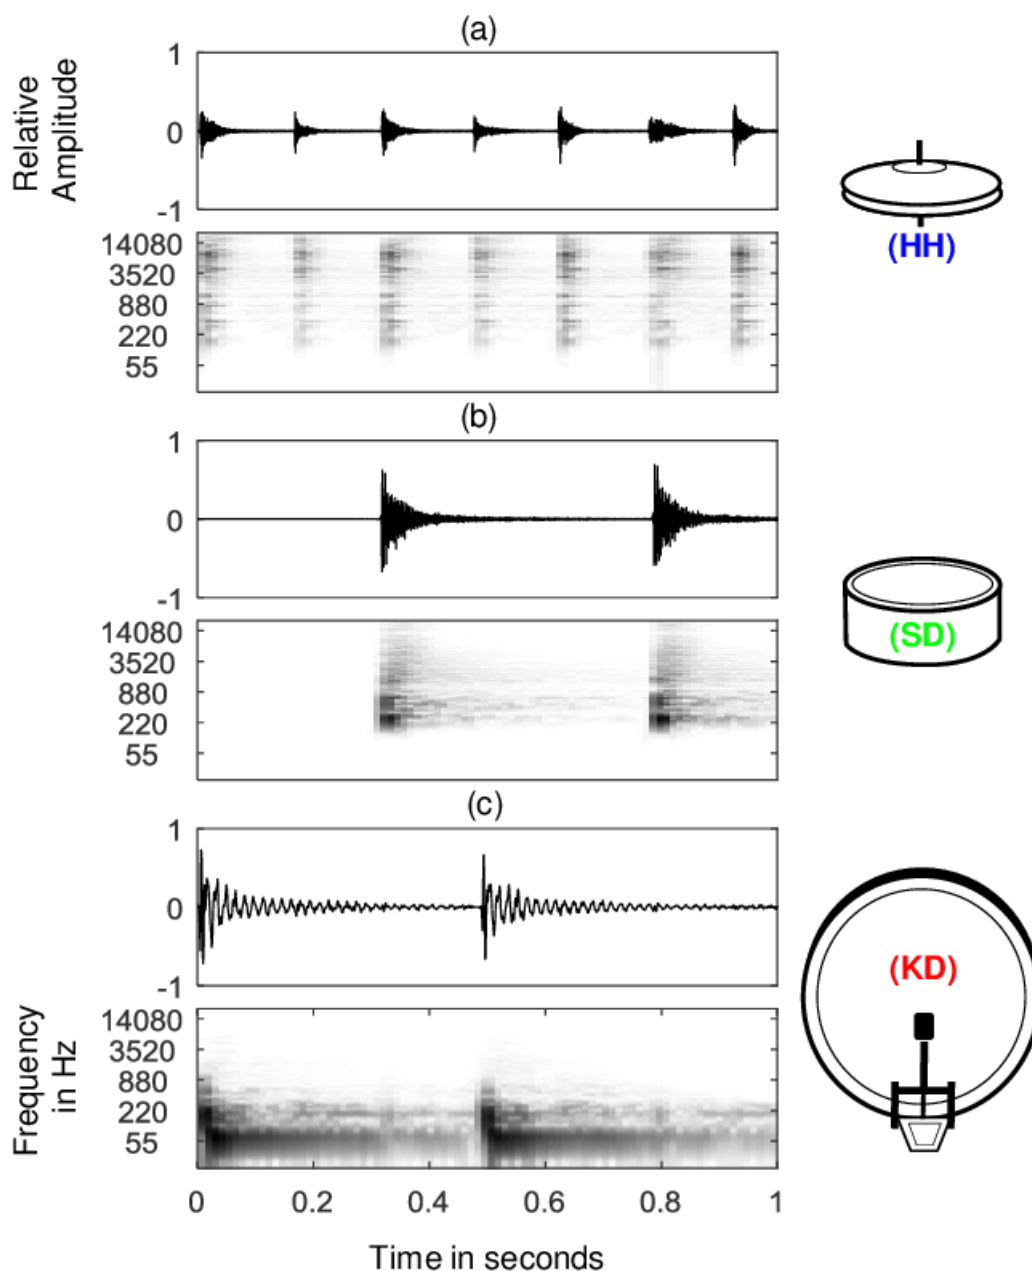 (a)
Relative
Amplitude
1
0
-1
14080
3520
880
220
55
(HH)
(b)
1
0
-1
14080
3520
880
220
55
(SD)
(c)
1
0
-1
(KD)
Frequency
in Hz
14080
3520
880
220
55
0 0.2 0.4 0.6 0.8 1
Time in seconds